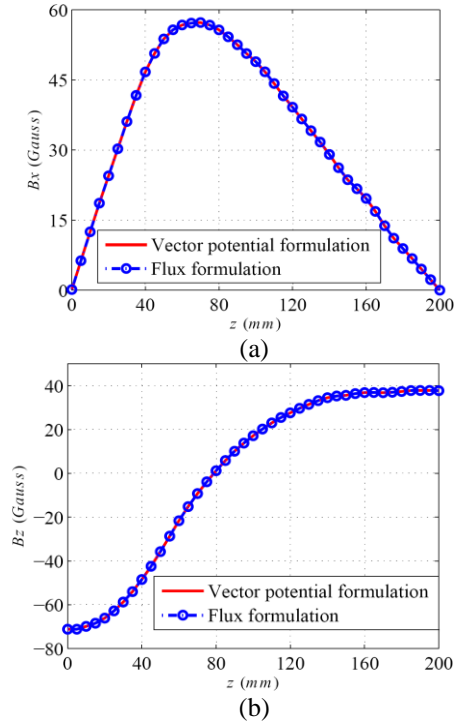 60
45
30
15
0
Bx (Gauss)
Vector potential formulation
Flux formulation
0 40 80 120 160 200
z (mm)
(a)
40
20
0
−20
−40
−60
−80
Bz (Gauss)
Vector potential formulation
Flux formulation
0 40 80 120 160 200
z (mm)
(b)